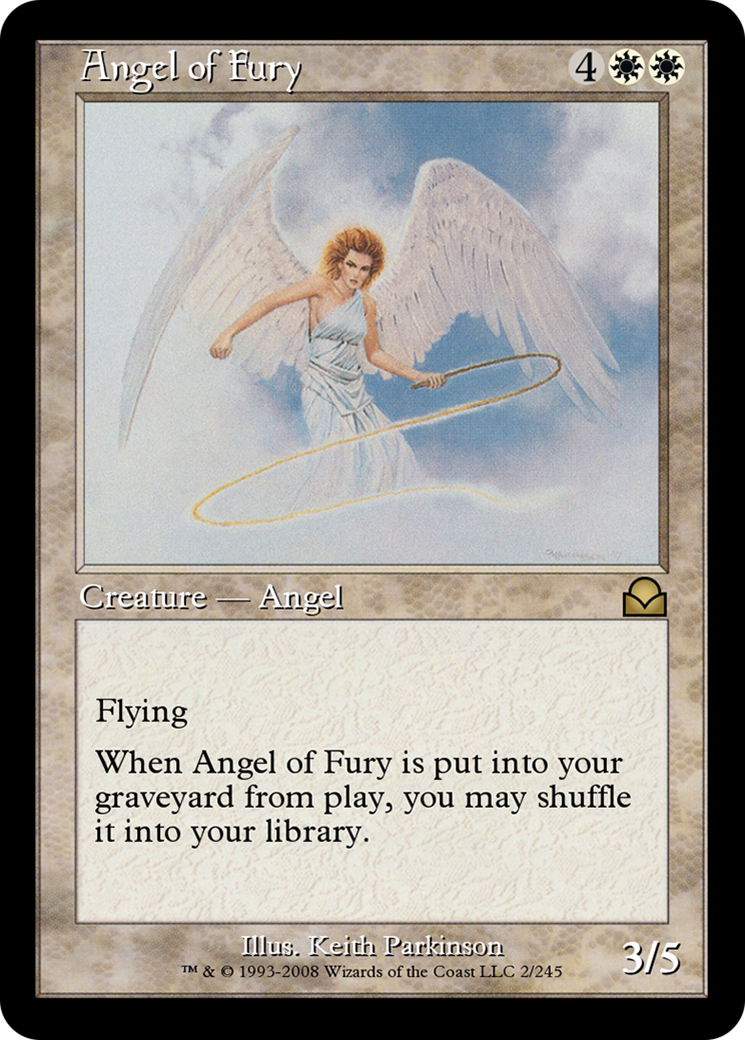 Angel of Fury 4
Creature — Angel
Flying
When Angel of Fury is put into your
graveyard from play, you may shuffle
it into your library.
Illus. Keith Parkinson
™ & © 1993-2008 Wizards of the Coast LLC 2/245
3/5